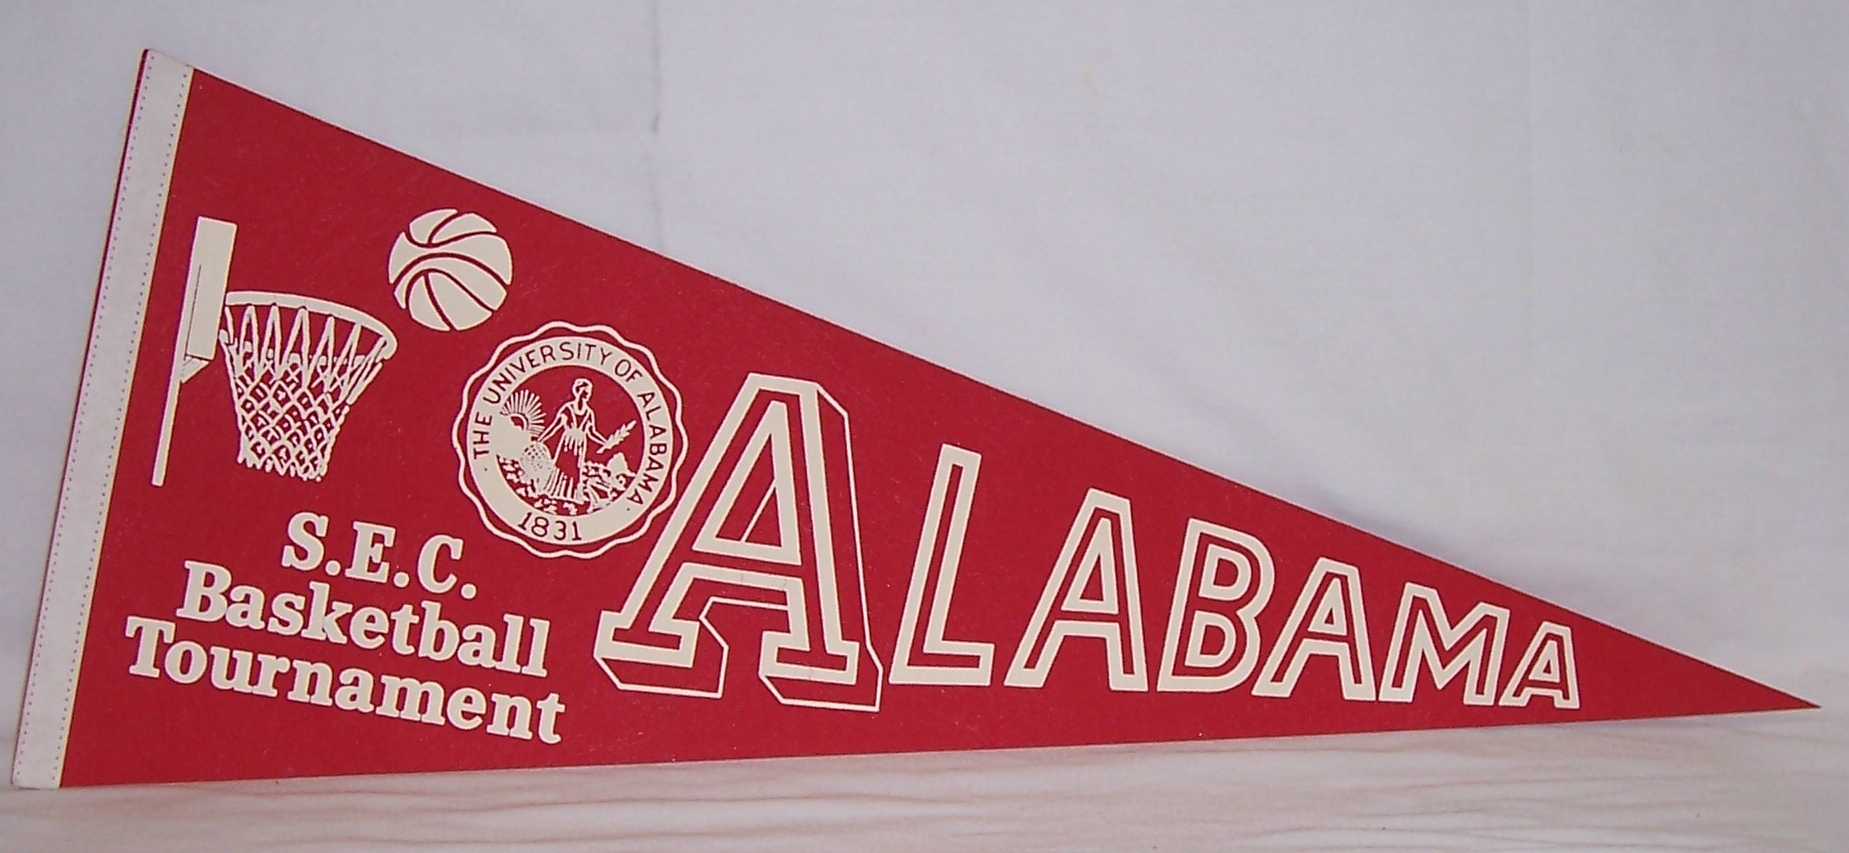 THE UNIVERSITY OF ALABAMA
1831
ALABAMA
S.E.C.
Basketball
Tournament